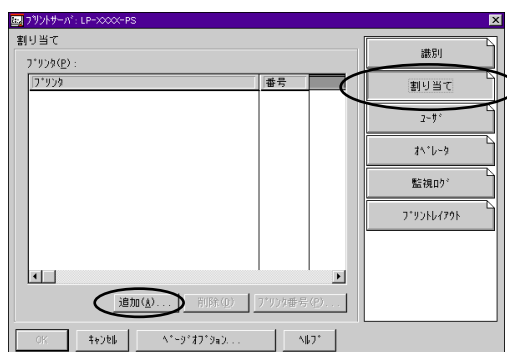 ﾌﾟﾘﾝﾄｻｰﾊﾞ: LP-XXXX-PS
割り当て
ﾌﾟﾘﾝﾀ(P):
ﾌﾟﾘﾝﾀ 番号
追加(A)... 削除(D) ﾌﾟﾘﾝﾀ番号(P)...
識別
割り当て
ﾕｰｻﾞ
ｵﾍﾟﾚｰﾀ
監視ﾛｸﾞ
ﾌﾟﾘﾝﾄﾚｲｱｳﾄ
OK ｷｬﾝｾﾙ ﾍﾟｰｼﾞｵﾌﾟｼｮﾝ... ﾍﾙﾌﾟ